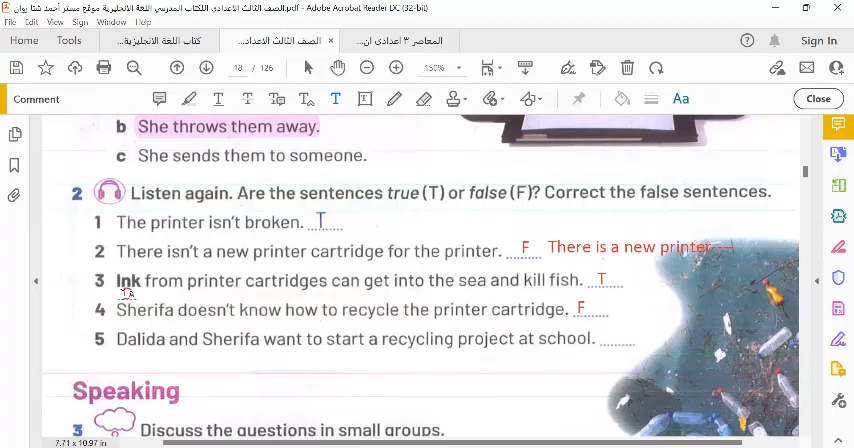 الصف الثالث الاعدادى اللكتاب المدرسي اللغة الانجليزية موقع مستر أحمد شتا روان.pdf - Adobe Acrobat Reader DC (32-bit)
File Edit View Sign Window Help
Home Tools كتاب اللغة الانجليزية... الصف الثالث الاعداد... × المعاصر ٣ اعدادى ان... ? Sign In
18 / 126 150%
Comment T T T T T Aa Close
b She throws them away.
c She sends them to someone.
2 Listen again. Are the sentences true (T) or false (F)? Correct the false sentences.
1 The printer isn't broken. T
2 There isn't a new printer cartridge for the printer. F There is a new printer----
3 Ink from printer cartridges can get into the sea and kill fish. T
4 Sherifa doesn't know how to recycle the printer cartridge. F
5 Dalida and Sherifa want to start a recycling project at school. ........
Speaking
3 Discuss the questions in small groups.
7.71 x 10.97 in